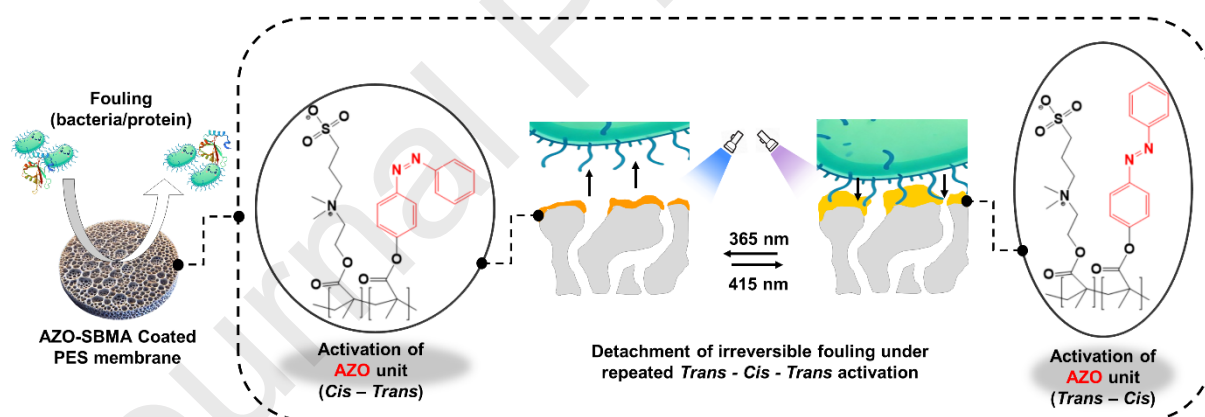 Fouling
(bacteria/protein)
AZO-SBMA Coated
PES membrane
O
O
S
O
N
N
N
O
O
O
O
Activation of
AZO unit
(Cis – Trans)
365 nm
415 nm
Detachment of irreversible fouling under
repeated Trans - Cis - Trans activation
O
O
S
O
N
N
N
O
O
O
O
Activation of
AZO unit
(Trans – Cis)